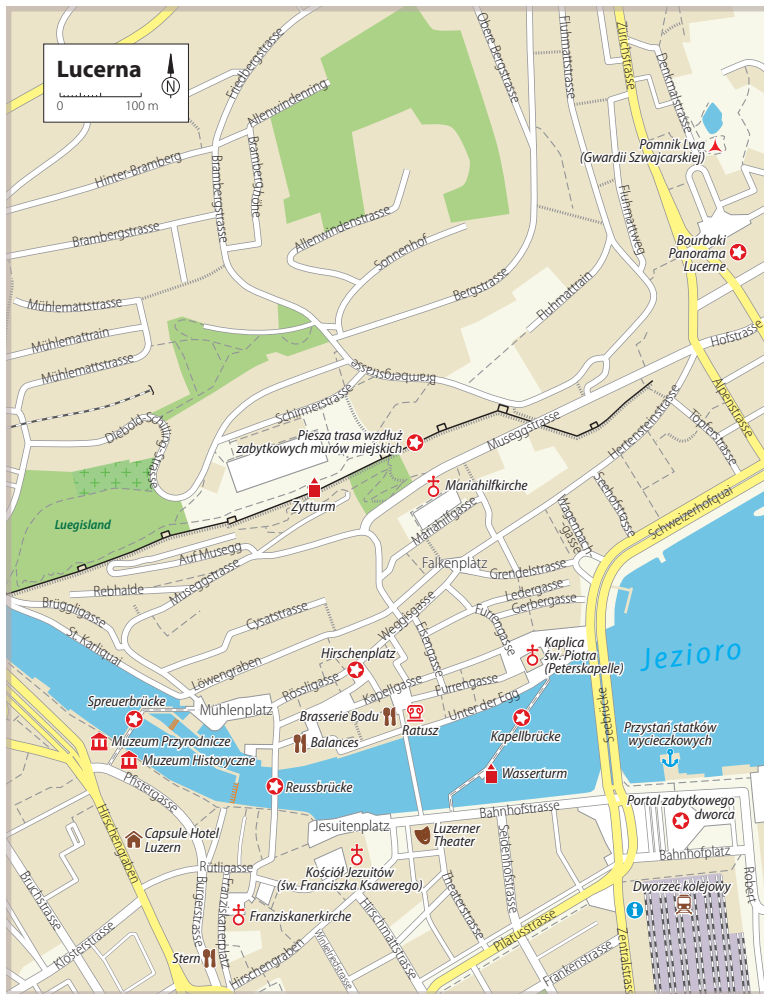 Lucerna
N
0 100 m
Friedbergstrasse
Obere Bergstrasse
Fluhmattstrasse
Zürichstrasse
Denkmalstrasse
Allenwindenring
Pomnik Lwa
(Gwardii Szwajcarskiej)
Hinter-Bramberg
Bramberghöhe
Brambergstrasse
Fluhmattweg
Allenwindenstrasse
Brambergstrasse
Sonnenhof
Bourbaki
Panorama
Lucerne
Bergstrasse
Fluhmattrain
Mühlemattstrasse
Mühlemattrain
Hofstrasse
Mühlemattstrasse
Brambergstrasse
Alpenstrasse
Schirmerstrasse
Diebold-Schilling-Strasse
Museggstrasse
Hertensteinstrasse
Töpferstrasse
Piesza trasa wzdłuż
zabytkowych murów miejskich
Mariahilfkirche
Zytturm
Seehofstrasse
Luegisland
Mariahilfgasse
Wagenbach-
gasse
Schweizerhofquai
Auf Musegg
Falkenplatz
Grendelstrasse
Rebhalde
Museggstrasse
Ledergasse
Gerbergasse
Brüggligasse
Cysatstrasse
Weggisgasse
Furrengasse
St. Karliquai
Eisengasse
Kaplica
św. Piotra
(Peterskapelle)
Jezioro
Hirschenplatz
Löwengraben
Rössligasse
Kapellgasse
Furrengasse
Spreuerbrücke
Mühlenplatz
Unter der Egg
Seebrücke
Brasserie Bodu
Ratusz
Kapellbrücke
Przystań statków
wycieczkowych
Muzeum Przyrodnicze
Balances
Muzeum Historyczne
Wasserturm
Pfistergasse
Reussbrücke
Bahnhofstrasse
Portal zabytkowego
dworca
Hirschengraben
Jesuitenplatz
Capsule Hotel
Luzern
Luzerner
Theater
Seidenhofstrasse
Bahnhofplatz
Rütligasse
Kościół Jezuitów
(św. Franciszka Ksawerego)
Robert
Bruchstrasse
Burgerstrasse
Franziskanerplatz
Theaterstrasse
Dworzec kolejowy
Franziskanerkirche
Hirschmattstrasse
Pilatusstrasse
Klosterstrasse
Stern
Hirschengraben
Winkelriedstrasse
Frankenstrasse
Zentralstrasse